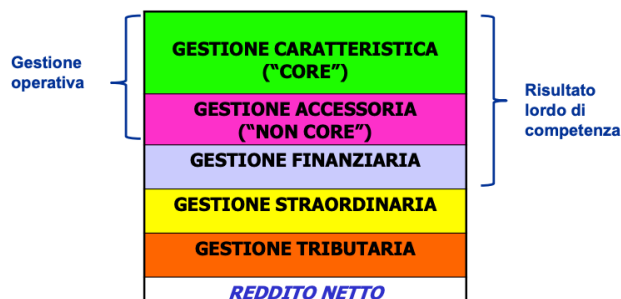 Gestione
operativa
GESTIONE CARATTERISTICA
(“CORE”)
GESTIONE ACCESSORIA
(“NON CORE”)
GESTIONE FINANZIARIA
GESTIONE STRAORDINARIA
GESTIONE TRIBUTARIA
REDDITO NETTO
Risultato
lordo di
competenza